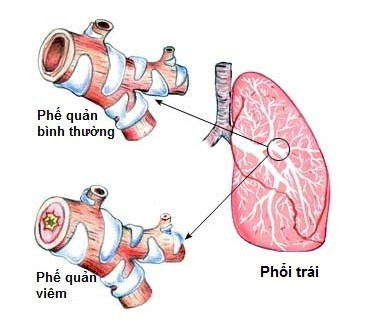 Phế quản
bình thường
Phế quản
viêm
Phổi trái